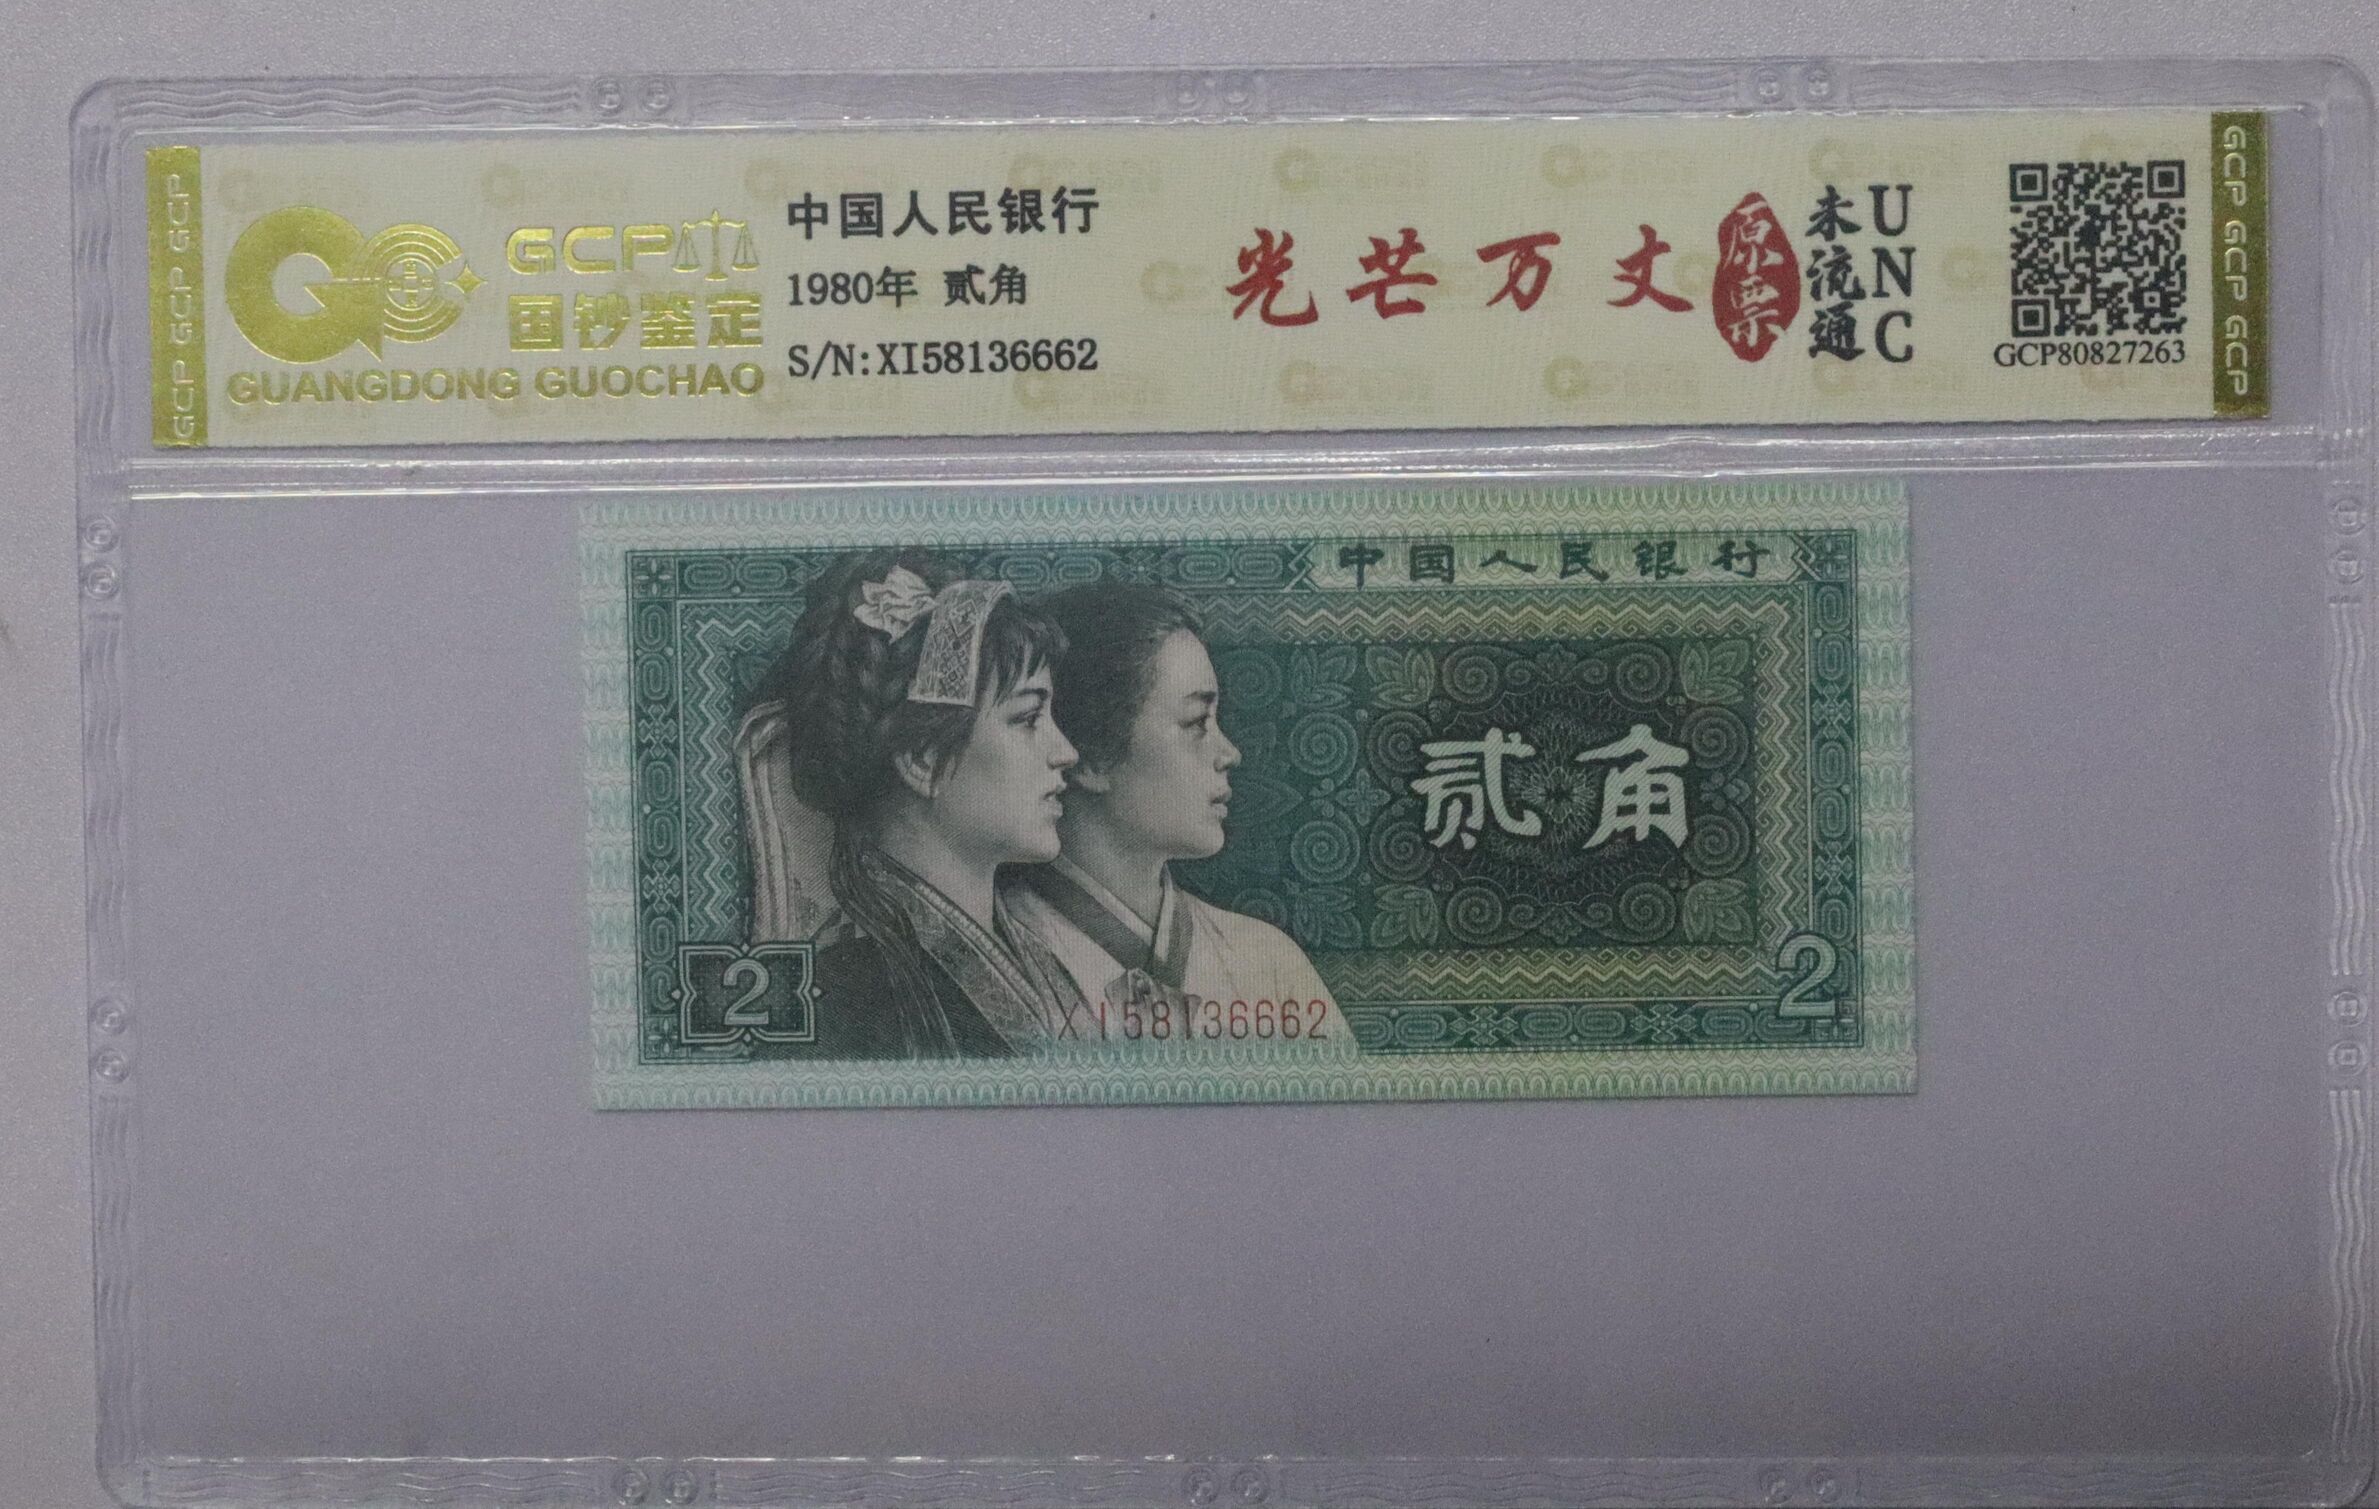 GCP GCP GCP
GCP
国钞鉴定
GUANGDONG GUOCHAO
中国人民银行
1980年 贰角
S/N:XI58136662
光芒万丈
原票
未流通
UNC
GCP80827263
GCP GCP GCP
中国人民银行
贰角
2
XI58136662
2